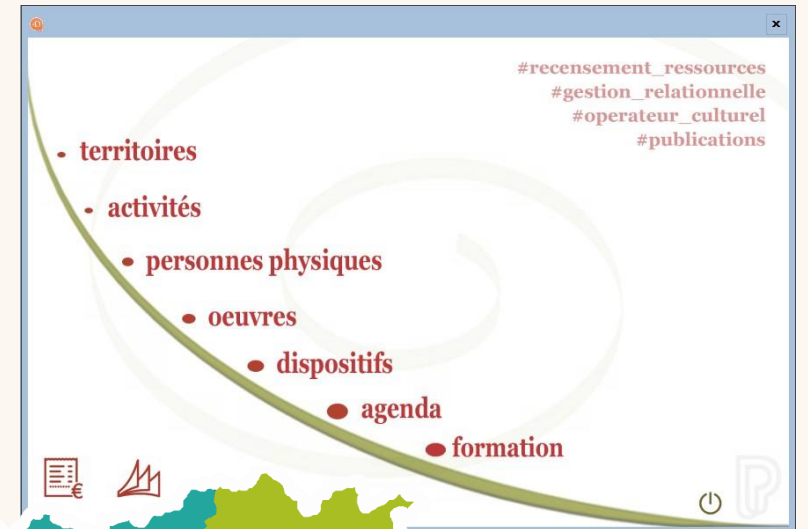 #recensement_ressources
#gestion_relationnelle
#operateur_culturel
#publications
territoires
activités
personnes physiques
oeuvres
dispositifs
agenda
formation